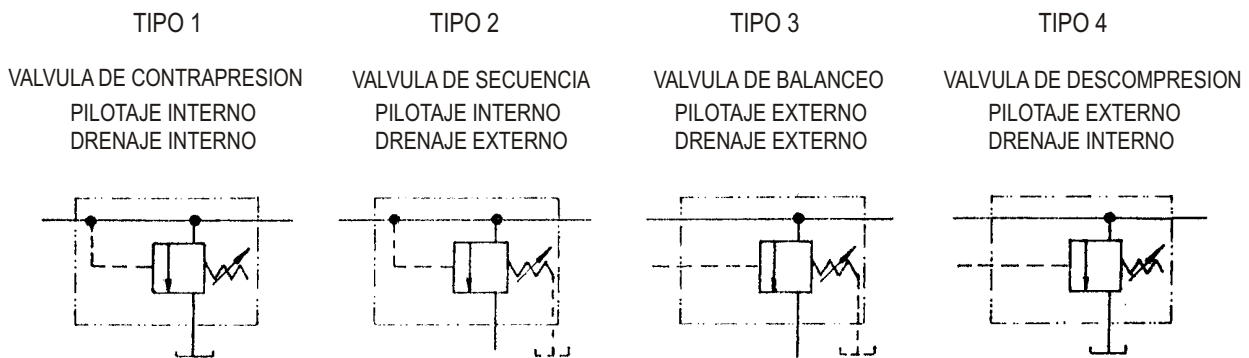 TIPO 1
VALVULA DE CONTRAPRESION
PILOTAJE INTERNO
DRENAJE INTERNO
TIPO 2
VALVULA DE SECUENCIA
PILOTAJE INTERNO
DRENAJE EXTERNO
TIPO 3
VALVULA DE BALANCEO
PILOTAJE EXTERNO
DRENAJE EXTERNO
TIPO 4
VALVULA DE DESCOMPRESION
PILOTAJE EXTERNO
DRENAJE INTERNO